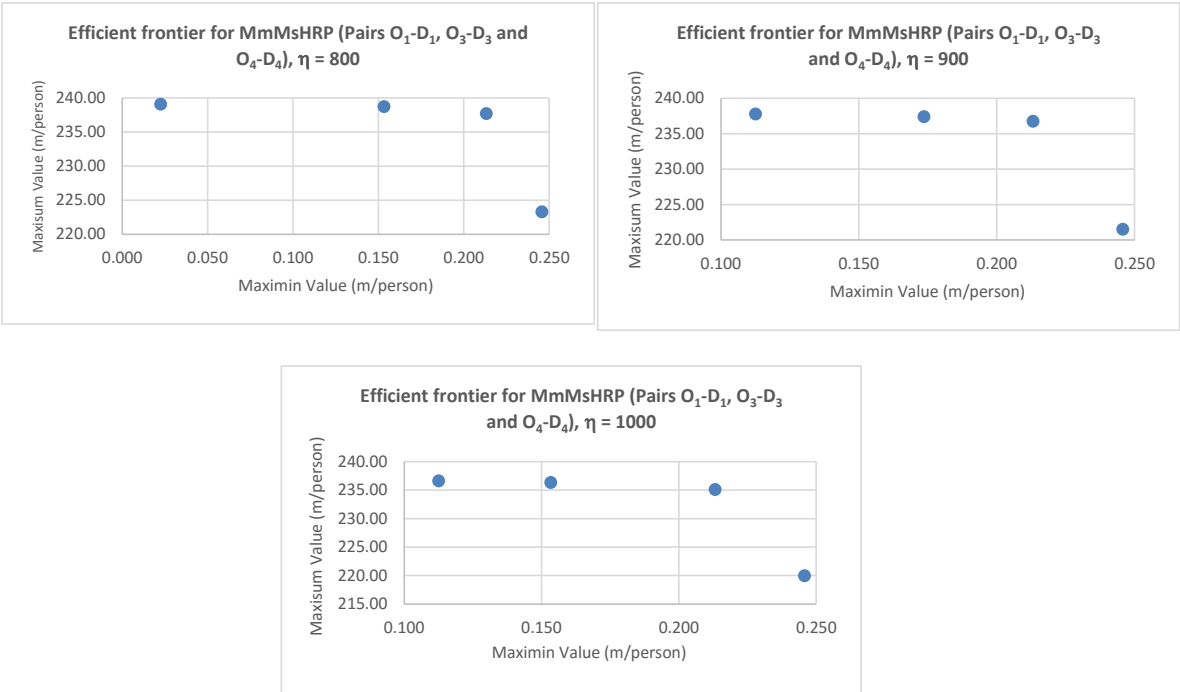 Efficient frontier for MmMsHRP (Pairs O₁-D₁, O₃-D₃ and
O₄-D₄), η = 800
Maxisum Value (m/person)
240.00
235.00
230.00
225.00
220.00
0.000 0.050 0.100 0.150 0.200 0.250
Maximin Value (m/person)
Efficient frontier for MmMsHRP (Pairs O₁-D₁, O₃-D₃
and O₄-D₄), η = 900
Maxisum Value (m/person)
240.00
235.00
230.00
225.00
220.00
0.100 0.150 0.200 0.250
Maximin Value (m/person)
Efficient frontier for MmMsHRP (Pairs O₁-D₁, O₃-D₃
and O₄-D₄), η = 1000
Maxisum Value (m/person)
240.00
235.00
230.00
225.00
220.00
215.00
0.100 0.150 0.200 0.250
Maximin Value (m/person)